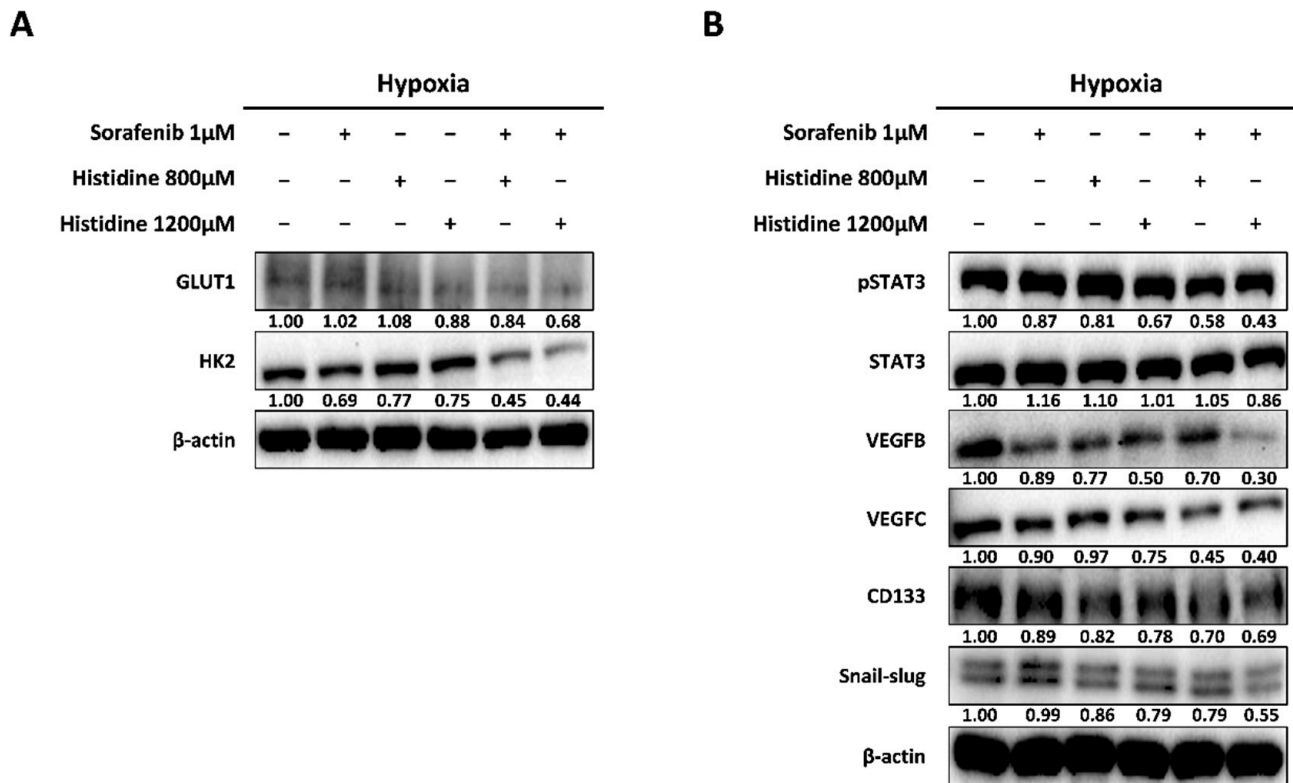 A
Hypoxia
Sorafenib 1µM – + – – + +
Histidine 800µM – – + – + –
Histidine 1200µM – – – + – +
GLUT1
1.00 1.02 1.08 0.88 0.84 0.68
HK2
1.00 0.69 0.77 0.75 0.45 0.44
β-actin
B
Hypoxia
Sorafenib 1µM – + – – + +
Histidine 800µM – – + – + –
Histidine 1200µM – – – + – +
pSTAT3
1.00 0.87 0.81 0.67 0.58 0.43
STAT3
1.00 1.16 1.10 1.01 1.05 0.86
VEGFB
1.00 0.89 0.77 0.50 0.70 0.30
VEGFC
1.00 0.90 0.97 0.75 0.45 0.40
CD133
1.00 0.89 0.82 0.78 0.70 0.69
Snail-slug
1.00 0.99 0.86 0.79 0.79 0.55
β-actin